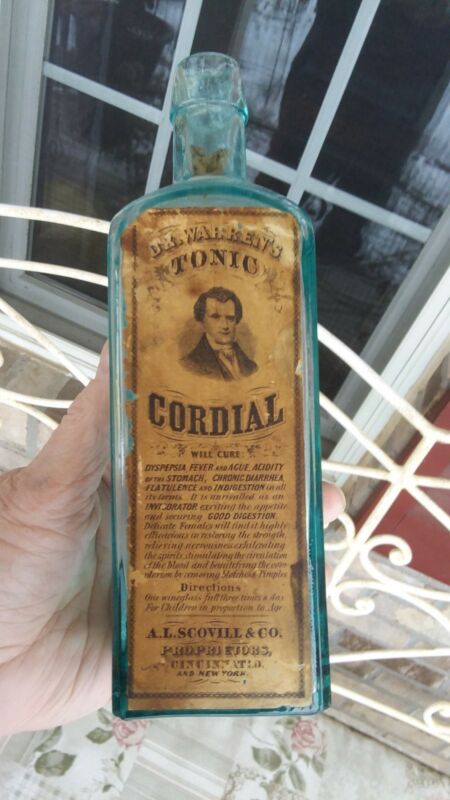 DR. WARREN'S
TONIC
CORDIAL
WILL CURE
DYSPEPSIA FEVER AND AGUE, ACIDITY
OF THE STOMACH, CHRONIC DIARRHEA,
FLATULENCE AND INDIGESTION in all
its forms. It is unrivalled as an
INVIGORATOR exciting the appetite
and securing GOOD DIGESTION.
Delicate Females will find it highly
efficacious in restoring the strength
relieving nervousness exhilerating
the spirits, stimulating the circulation
of the Blood and beautifying the com
plexion by removing Blotches & Pimples
Directions
One wineglass full three times a day
For Children in proportion to Age
A. L. SCOVILL & CO.
PROPRIETORS,
CINCINNATI.O.
AND NEW YORK.